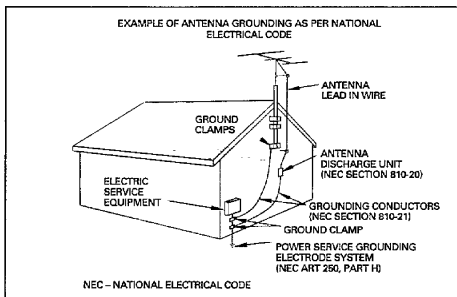 EXAMPLE OF ANTENNA GROUNDING AS PER NATIONAL
ELECTRICAL CODE
ANTENNA
LEAD IN WIRE
GROUND
CLAMPS
ANTENNA
DISCHARGE UNIT
(NEC SECTION 810-20)
ELECTRIC
SERVICE
EQUIPMENT
GROUNDING CONDUCTORS
(NEC SECTION 810-21)
GROUND CLAMP
POWER SERVICE GROUNDING
ELECTRODE SYSTEM
(NEC ART 250, PART H)
NEC – NATIONAL ELECTRICAL CODE